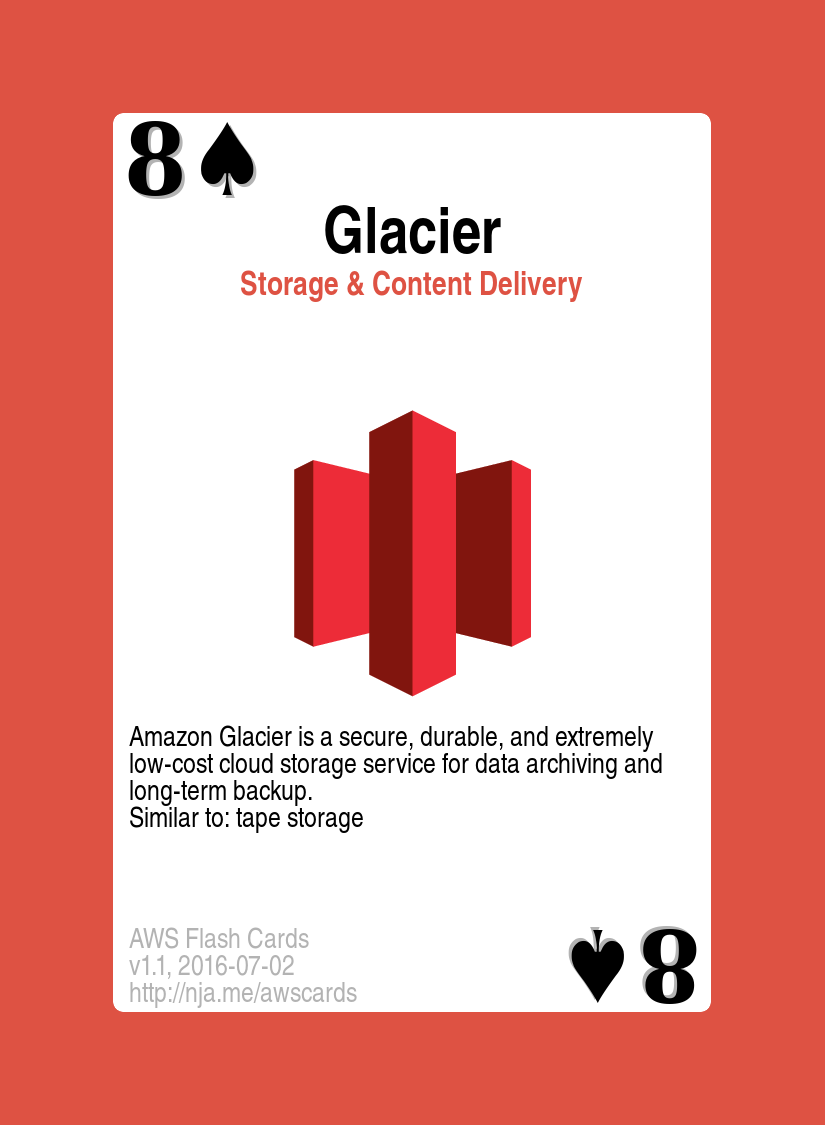 8♠
Glacier
Storage & Content Delivery
Amazon Glacier is a secure, durable, and extremely
low-cost cloud storage service for data archiving and
long-term backup.
Similar to: tape storage
AWS Flash Cards
v1.1, 2016-07-02
http://nja.me/awscards
8♠